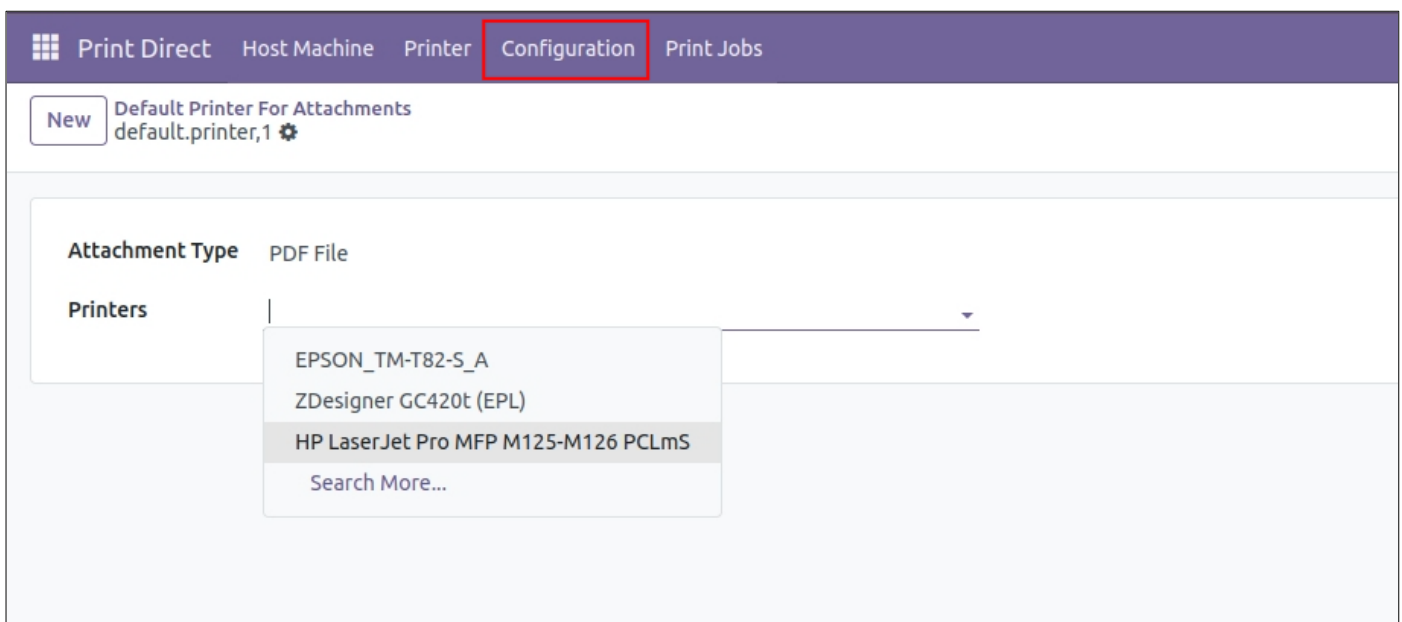 Print Direct Host Machine Printer Configuration Print Jobs
New
Default Printer For Attachments
default.printer,1
Attachment Type PDF File
Printers
EPSON_TM-T82-S_A
ZDesigner GC420t (EPL)
HP LaserJet Pro MFP M125-M126 PCLmS
Search More...